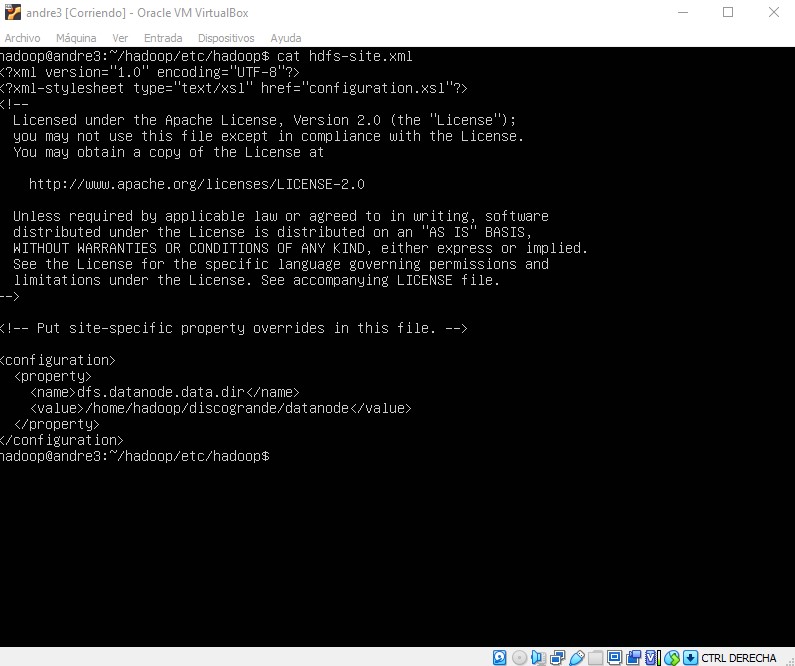 andre3 [Corriendo] - Oracle VM VirtualBox
Archivo Máquina Ver Entrada Dispositivos Ayuda
hadoop@andre3:~/hadoop/etc/hadoop$ cat hdfs-site.xml
<?xml version="1.0" encoding="UTF-8"?>
<?xml-stylesheet type="text/xsl" href="configuration.xsl"?>
<!--
  Licensed under the Apache License, Version 2.0 (the "License");
  you may not use this file except in compliance with the License.
  You may obtain a copy of the License at

    http://www.apache.org/licenses/LICENSE-2.0

  Unless required by applicable law or agreed to in writing, software
  distributed under the License is distributed on an "AS IS" BASIS,
  WITHOUT WARRANTIES OR CONDITIONS OF ANY KIND, either express or implied.
  See the License for the specific language governing permissions and
  limitations under the License. See accompanying LICENSE file.
-->

<!-- Put site-specific property overrides in this file. -->

<configuration>
  <property>
    <name>dfs.datanode.data.dir</name>
    <value>/home/hadoop/discogrande/datanode</value>
  </property>
</configuration>
hadoop@andre3:~/hadoop/etc/hadoop$
CTRL DERECHA